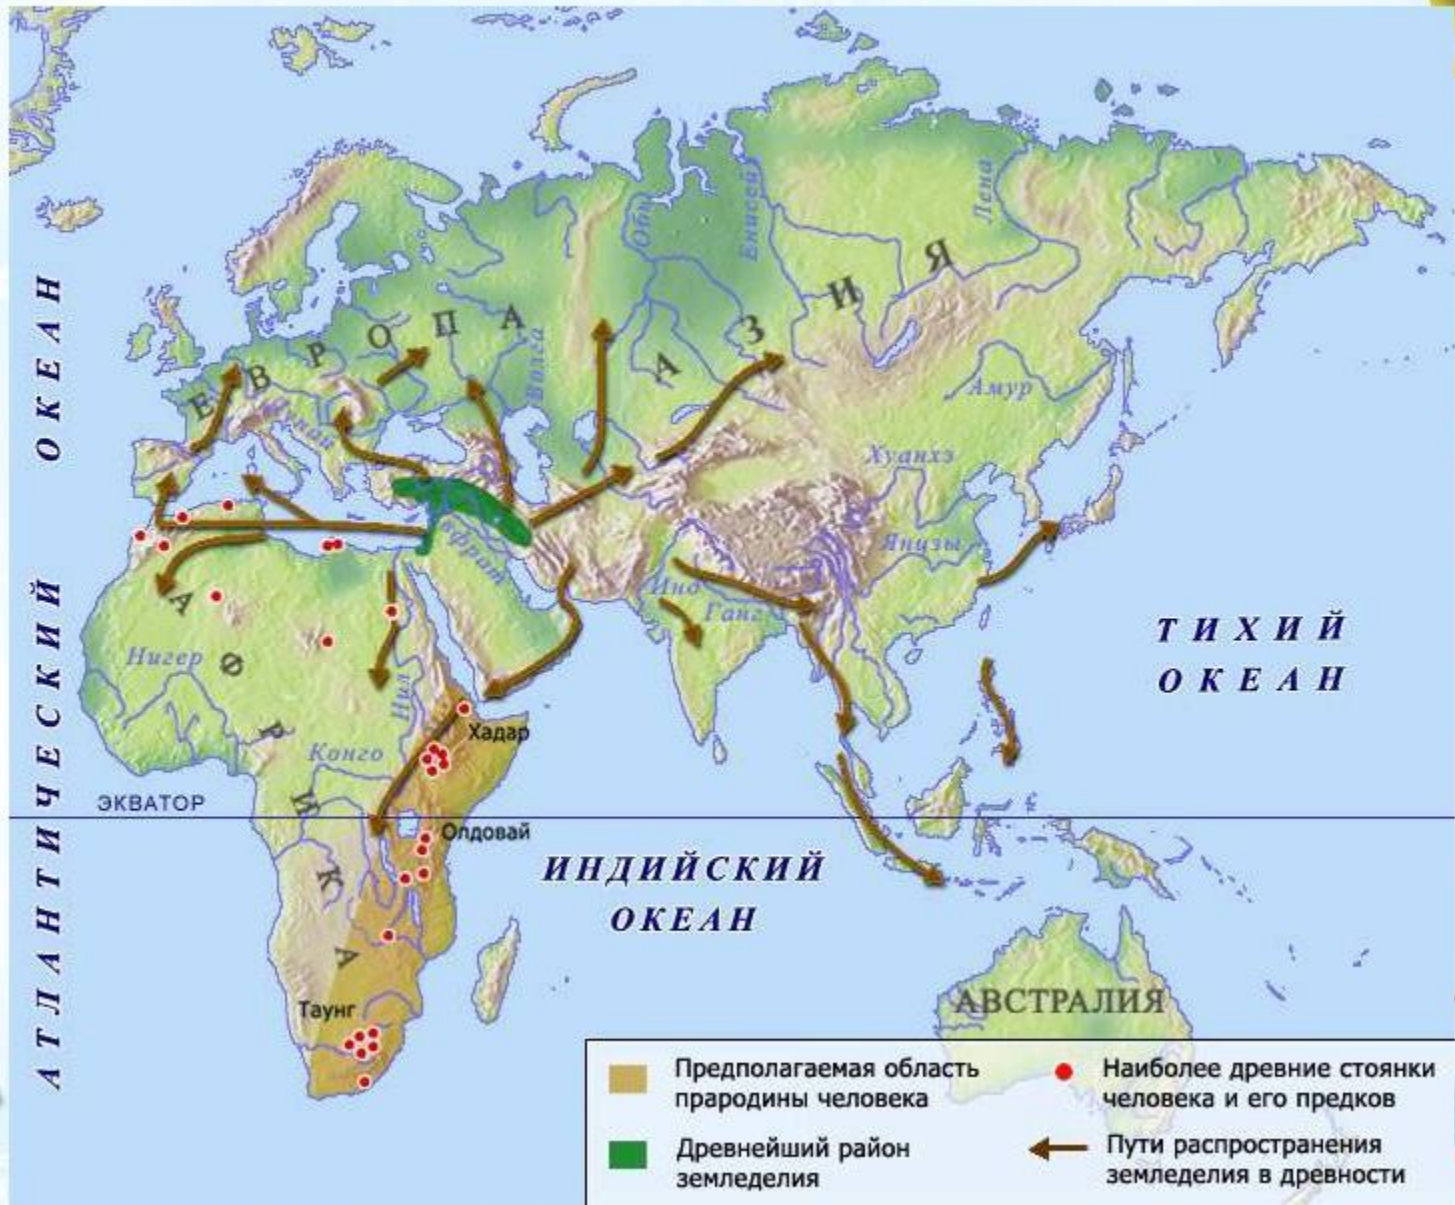 Обь
Енисей
Лена
ЕВРОПА
АЗИЯ
Волга
Амур
Дунай
Хуанхэ
Янцзы
Евфрат
Инд
Ганг
АТЛАНТИЧЕСКИЙ ОКЕАН
ТИХИЙ
ОКЕАН
АФРИКА
Нигер
Нил
Хадар
Конго
ЭКВАТОР
Олдовай
ИНДИЙСКИЙ
ОКЕАН
Таунг
АВСТРАЛИЯ
Предполагаемая область
прародины человека
Древнейший район
земледелия
Наиболее древние стоянки
человека и его предков
Пути распространения
земледелия в древности